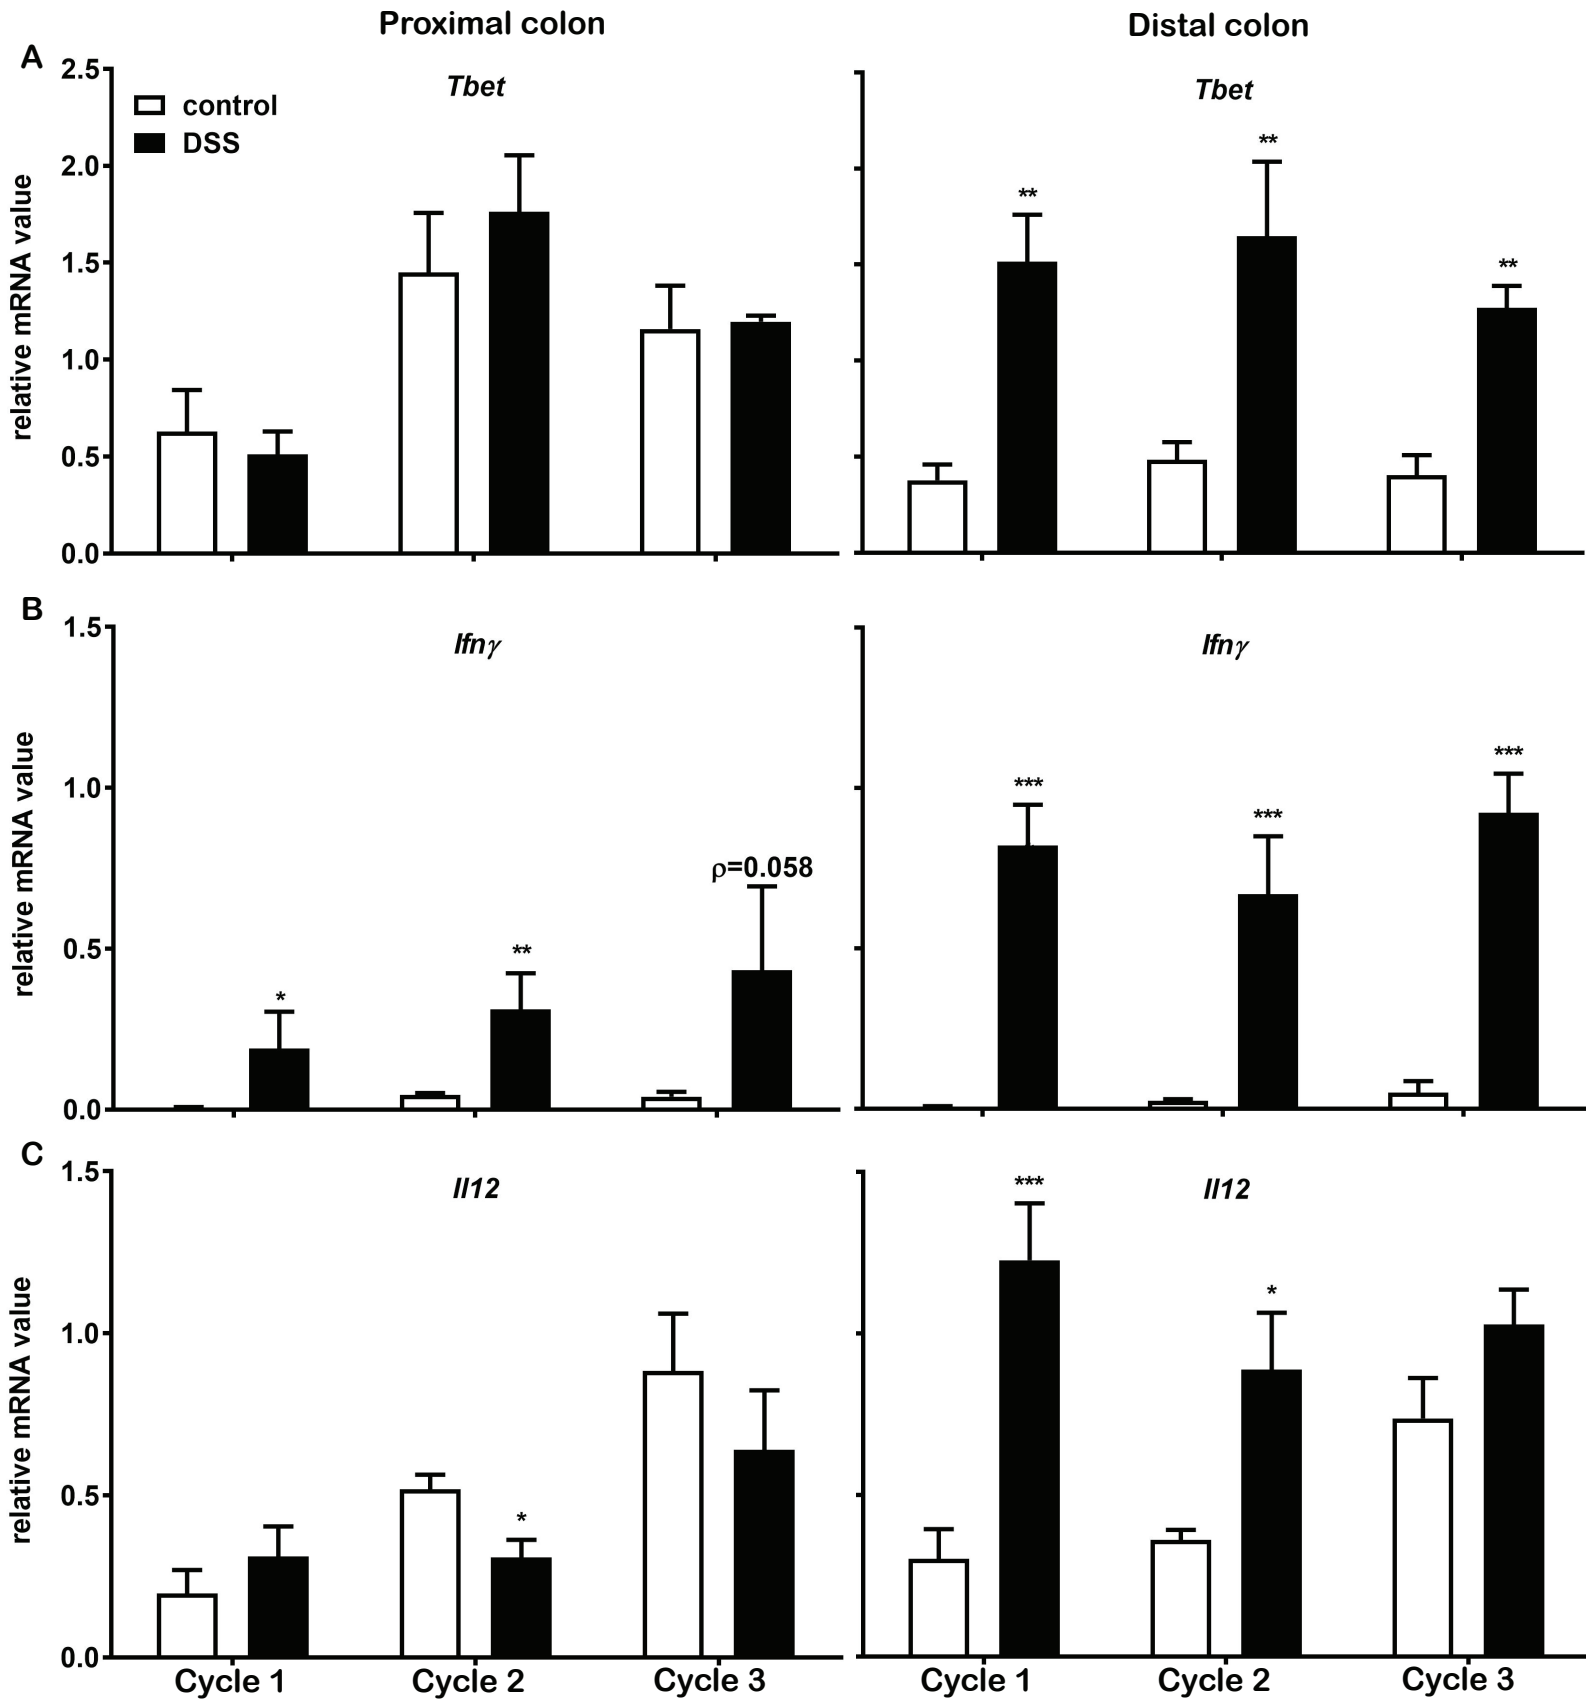 Proximal colon
Distal colon
A
Tbet
Tbet
control
DSS
relative mRNA value
2.5
2.0
1.5
1.0
0.5
0.0
**
**
**
B
Ifnγ
Ifnγ
relative mRNA value
1.5
1.0
0.5
0.0
*
**
ρ=0.058
***
***
***
C
Il12
Il12
relative mRNA value
1.5
1.0
0.5
0.0
*
***
*
Cycle 1
Cycle 2
Cycle 3
Cycle 1
Cycle 2
Cycle 3